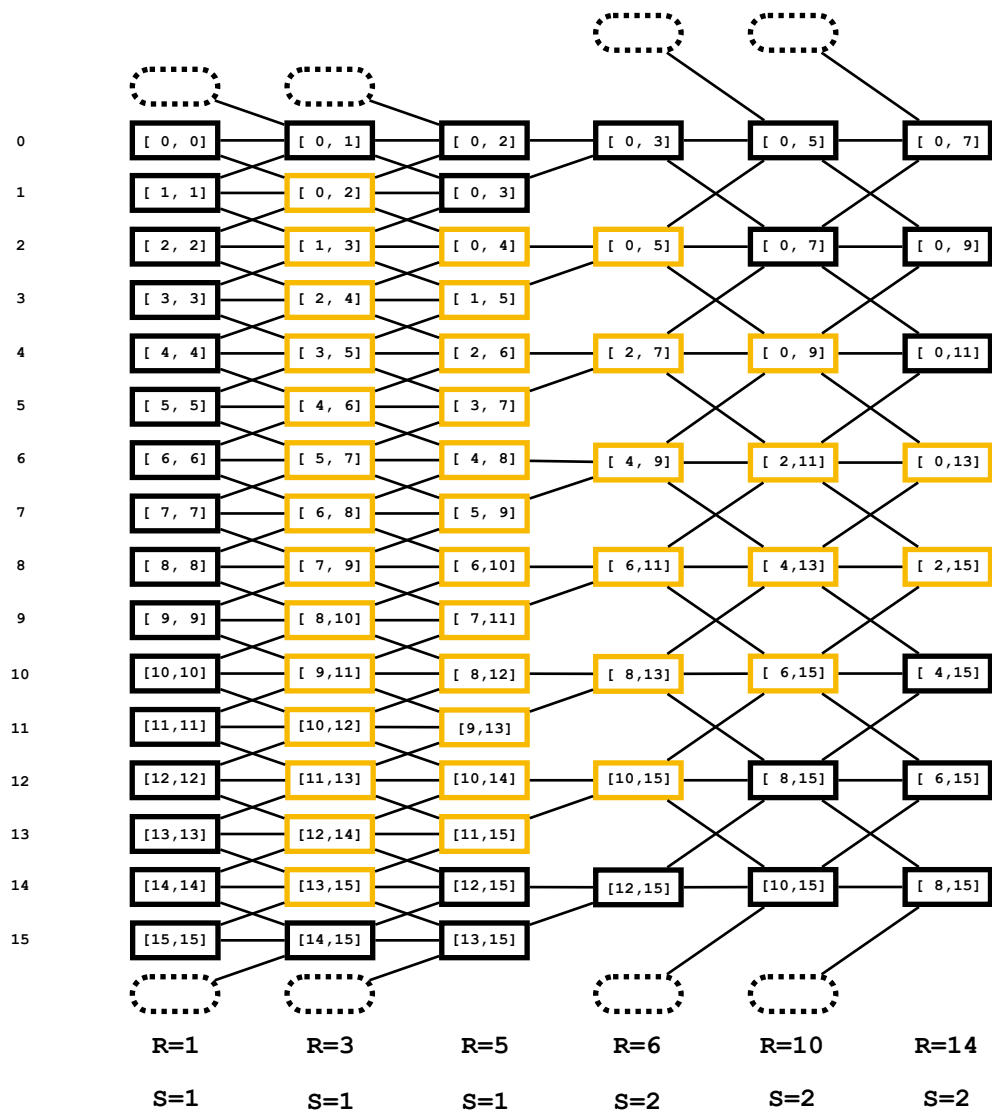 0 [ 0, 0] [ 0, 1] [ 0, 2] [ 0, 3] [ 0, 5] [ 0, 7]
1 [ 1, 1] [ 0, 2] [ 0, 3]
2 [ 2, 2] [ 1, 3] [ 0, 4] [ 0, 5] [ 0, 7] [ 0, 9]
3 [ 3, 3] [ 2, 4] [ 1, 5]
4 [ 4, 4] [ 3, 5] [ 2, 6] [ 2, 7] [ 0, 9] [ 0,11]
5 [ 5, 5] [ 4, 6] [ 3, 7]
6 [ 6, 6] [ 5, 7] [ 4, 8] [ 4, 9] [ 2,11] [ 0,13]
7 [ 7, 7] [ 6, 8] [ 5, 9]
8 [ 8, 8] [ 7, 9] [ 6,10] [ 6,11] [ 4,13] [ 2,15]
9 [ 9, 9] [ 8,10] [ 7,11]
10 [10,10] [ 9,11] [ 8,12] [ 8,13] [ 6,15] [ 4,15]
11 [11,11] [10,12] [9,13]
12 [12,12] [11,13] [10,14] [10,15] [ 8,15] [ 6,15]
13 [13,13] [12,14] [11,15]
14 [14,14] [13,15] [12,15] [12,15] [10,15] [ 8,15]
15 [15,15] [14,15] [13,15]
R=1 R=3 R=5 R=6 R=10 R=14
S=1 S=1 S=1 S=2 S=2 S=2